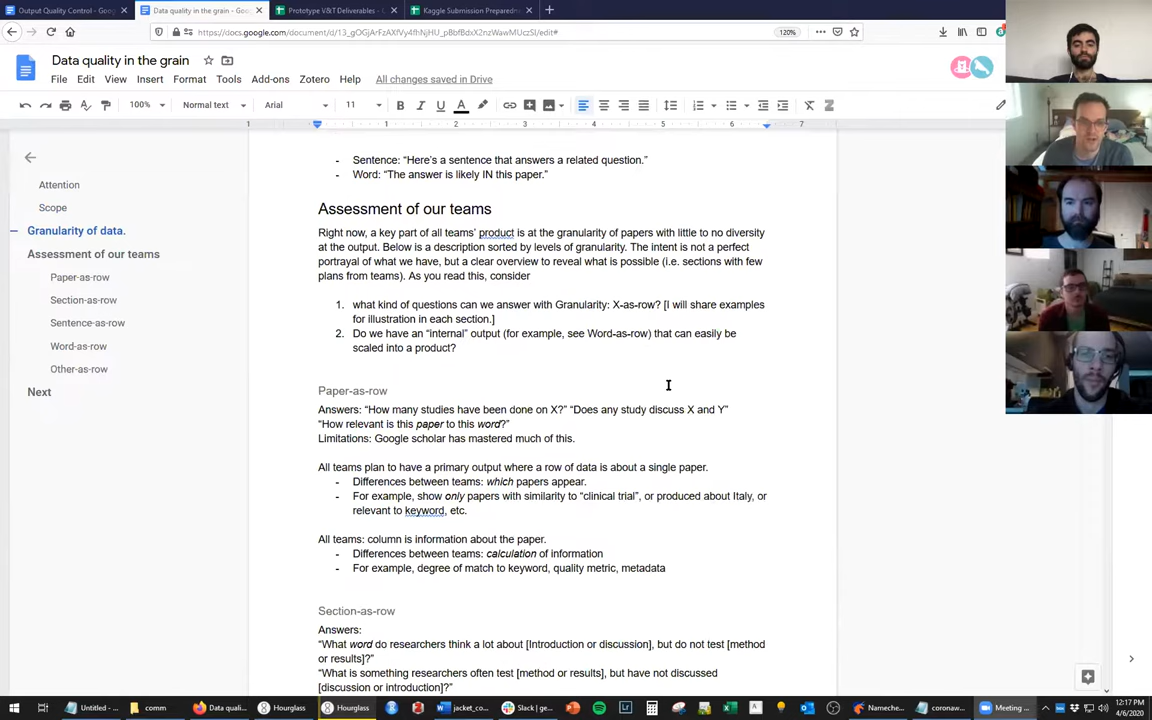 Output Quality Control - Goo
Data quality in the grain - Goo
Prototype V&T Deliverables - G
Kaggle Submission Preparedn
120%
Data quality in the grain
File Edit View Insert Format Tools Add-ons Zotero Help All changes saved in Drive
100% Normal text Arial 11
1 1 2 3 4 5 6 7
Attention
Scope
Granularity of data.
Assessment of our teams
Paper-as-row
Section-as-row
Sentence-as-row
Word-as-row
Other-as-row
Next
- Sentence: “Here’s a sentence that answers a related question.”
- Word: “The answer is likely IN this paper.”
Assessment of our teams
Right now, a key part of all teams’ product is at the granularity of papers with little to no diversity
at the output. Below is a description sorted by levels of granularity. The intent is not a perfect
portrayal of what we have, but a clear overview to reveal what is possible (i.e. sections with few
plans from teams). As you read this, consider
1. what kind of questions can we answer with Granularity: X-as-row? [I will share examples
for illustration in each section.]
2. Do we have an “internal” output (for example, see Word-as-row) that can easily be
scaled into a product?
Paper-as-row
Answers: “How many studies have been done on X?” “Does any study discuss X and Y”
“How relevant is this paper to this word?”
Limitations: Google scholar has mastered much of this.
All teams plan to have a primary output where a row of data is about a single paper.
- Differences between teams: which papers appear.
- For example, show only papers with similarity to “clinical trial”, or produced about Italy, or
relevant to keyword, etc.
All teams: column is information about the paper.
- Differences between teams: calculation of information
- For example, degree of match to keyword, quality metric, metadata
Section-as-row
Answers:
“What word do researchers think a lot about [Introduction or discussion], but do not test [method
or results]?”
“What is something researchers often test [method or results], but have not discussed
[discussion or introduction]?”
Untitled - comm Data quali... Hourglass Hourglass jacket_co... Slack | ge... Nameche... coronaw... Meeting ...
12:17 PM
4/6/2020